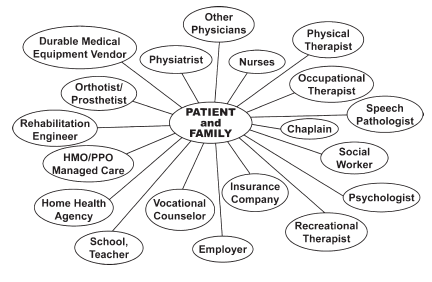 Other
Physicians
Durable Medical
Equipment Vendor
Physiatrist
Nurses
Physical
Therapist
Orthotist/
Prosthetist
Occupational
Therapist
PATIENT
and
FAMILY
Speech
Pathologist
Rehabilitation
Engineer
Chaplain
HMO/PPO
Managed Care
Social
Worker
Home Health
Agency
Vocational
Counselor
Insurance
Company
Psychologist
School,
Teacher
Employer
Recreational
Therapist